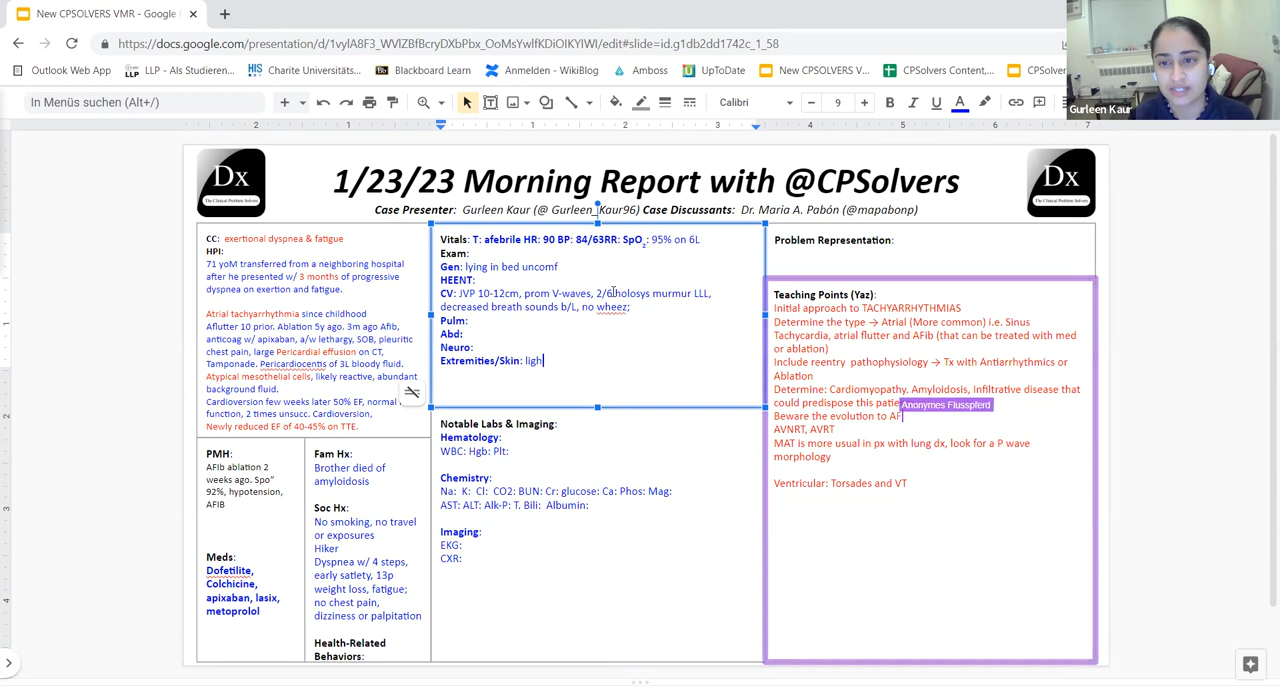 New CPSOLVERS VMR - Google
https://docs.google.com/presentation/d/1vylA8F3_WVlZBfBcryDXbPbx_OoMsYwlfKDiOIKYIWI/edit#slide=id.g1db2dd1742c_1_58
Outlook Web App
LLP - Als Studieren...
Charite Universitäts...
Blackboard Learn
Anmelden - WikiBlog
Amboss
UpToDate
New CPSOLVERS V...
CPSolvers Content,...
CPSolver
In Menüs suchen (Alt+/)
Calibri
9
Gurleen Kaur
Dx
The Clinical Problem Solvers
1/23/23 Morning Report with @CPSolvers
Case Presenter: Gurleen Kaur (@ Gurleen_Kaur96) Case Discussants: Dr. Maria A. Pabón (@mapabonp)
Dx
The Clinical Problem Solvers
CC: exertional dyspnea & fatigue
HPI:
71 yoM transferred from a neighboring hospital
after he presented w/ 3 months of progressive
dyspnea on exertion and fatigue.
Atrial tachyarrhythmia since childhood
Aflutter 10 prior. Ablation 5y ago. 3m ago Afib,
anticoag w/ apixaban, a/w lethargy, SOB, pleuritic
chest pain, large Pericardial effusion on CT,
Tamponade. Pericardiocentis of 3L bloody fluid.
Atypical mesothelial cells, likely reactive, abundant
background fluid.
Cardioversion few weeks later 50% EF, normal
function, 2 times unsucc. Cardioversion,
Newly reduced EF of 40-45% on TTE.
PMH:
AFIb ablation 2
weeks ago. Spo"
92%, hypotension,
AFIB
Meds:
Dofetilite,
Colchicine,
apixaban, lasix,
metoprolol
Fam Hx:
Brother died of
amyloidosis
Soc Hx:
No smoking, no travel
or exposures
Hiker
Dyspnea w/ 4 steps,
early satiety, 13p
weight loss, fatigue;
no chest pain,
dizziness or palpitation
Health-Related
Behaviors:
Vitals: T: afebrile HR: 90 BP: 84/63RR: SpO2: 95% on 6L
Exam:
Gen: lying in bed uncomf
HEENT:
CV: JVP 10-12cm, prom V-waves, 2/6holosys murmur LLL,
decreased breath sounds b/L, no wheez;
Pulm:
Abd:
Neuro:
Extremities/Skin: ligh
Notable Labs & Imaging:
Hematology:
WBC: Hgb: Plt:
Chemistry:
Na: K: Cl: CO2: BUN: Cr: glucose: Ca: Phos: Mag:
AST: ALT: Alk-P: T. Bili: Albumin:
Imaging:
EKG:
CXR:
Problem Representation:
Teaching Points (Yaz):
Initial approach to TACHYARRHYTHMIAS
Determine the type → Atrial (More common) i.e. Sinus
Tachycardia, atrial flutter and AFib (that can be treated with med
or ablation)
Include reentry pathophysiology → Tx with Antiarrhythmics or
Ablation
Determine: Cardiomyopathy, Amyloidosis, Infiltrative disease that
could predispose this patie
Anonymes Flusspferd
Beware the evolution to AF
AVNRT, AVRT
MAT is more usual in px with lung dx, look for a P wave
morphology
Ventricular: Torsades and VT